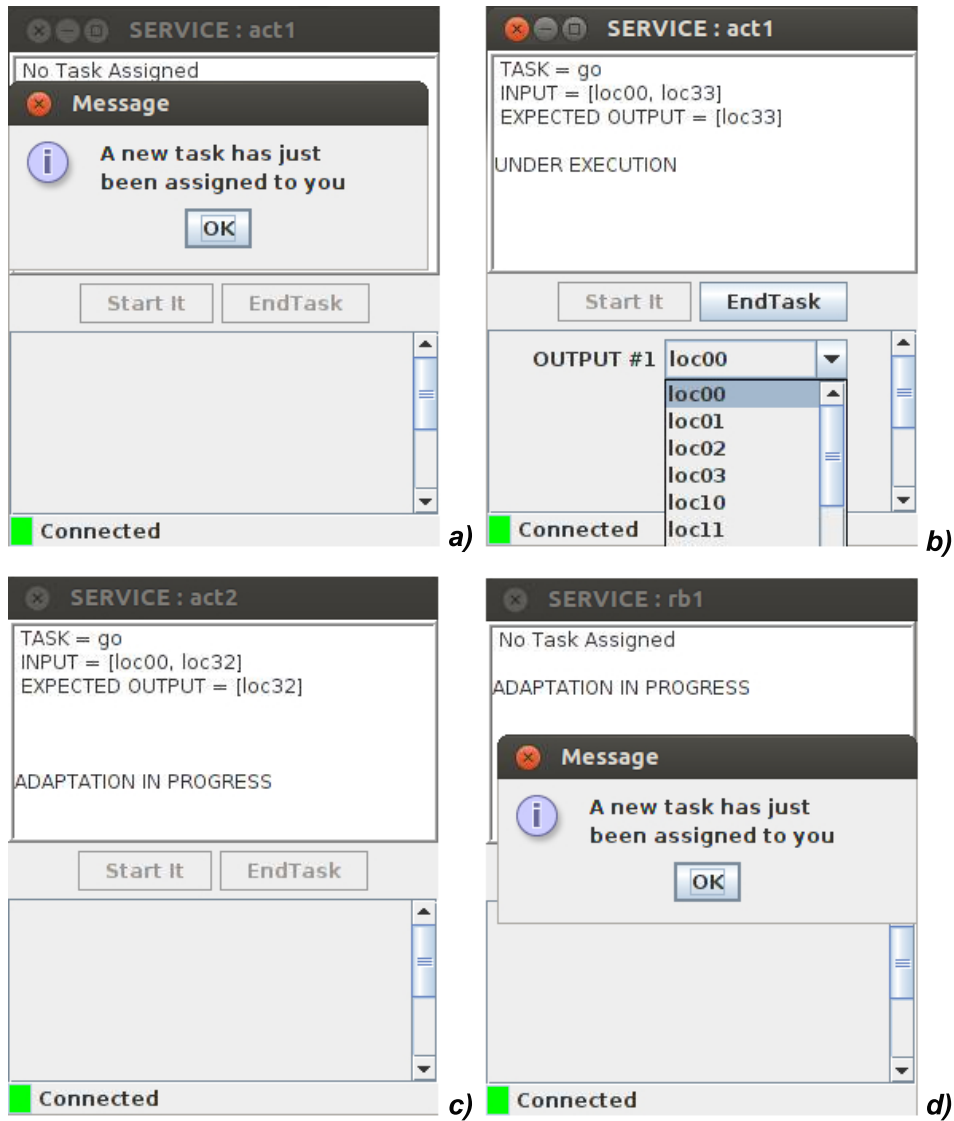 SERVICE : act1
No Task Assigned
Message
A new task has just
been assigned to you
OK
Start It
EndTask
Connected
a)
SERVICE : act1
TASK = go
INPUT = [loc00, loc33]
EXPECTED OUTPUT = [loc33]
UNDER EXECUTION
Start It
EndTask
OUTPUT #1
loc00
loc00
loc01
loc02
loc03
loc10
loc11
Connected
b)
SERVICE : act2
TASK = go
INPUT = [loc00, loc32]
EXPECTED OUTPUT = [loc32]
ADAPTATION IN PROGRESS
Start It
EndTask
Connected
c)
SERVICE : rb1
No Task Assigned
ADAPTATION IN PROGRESS
Message
A new task has just
been assigned to you
OK
Connected
d)